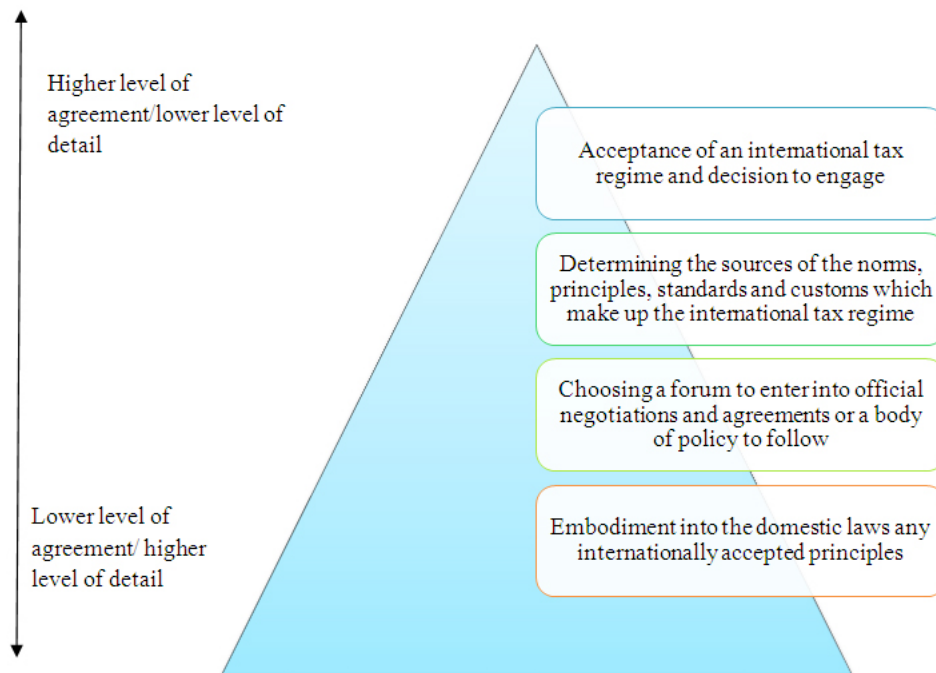 Higher level of
agreement/lower level of
detail
Acceptance of an international tax
regime and decision to engage
Determining the sources of the norms,
principles, standards and customs which
make up the international tax regime
Choosing a forum to enter into official
negotiations and agreements or a body
of policy to follow
Lower level of
agreement/ higher
level of detail
Embodiment into the domestic laws any
internationally accepted principles